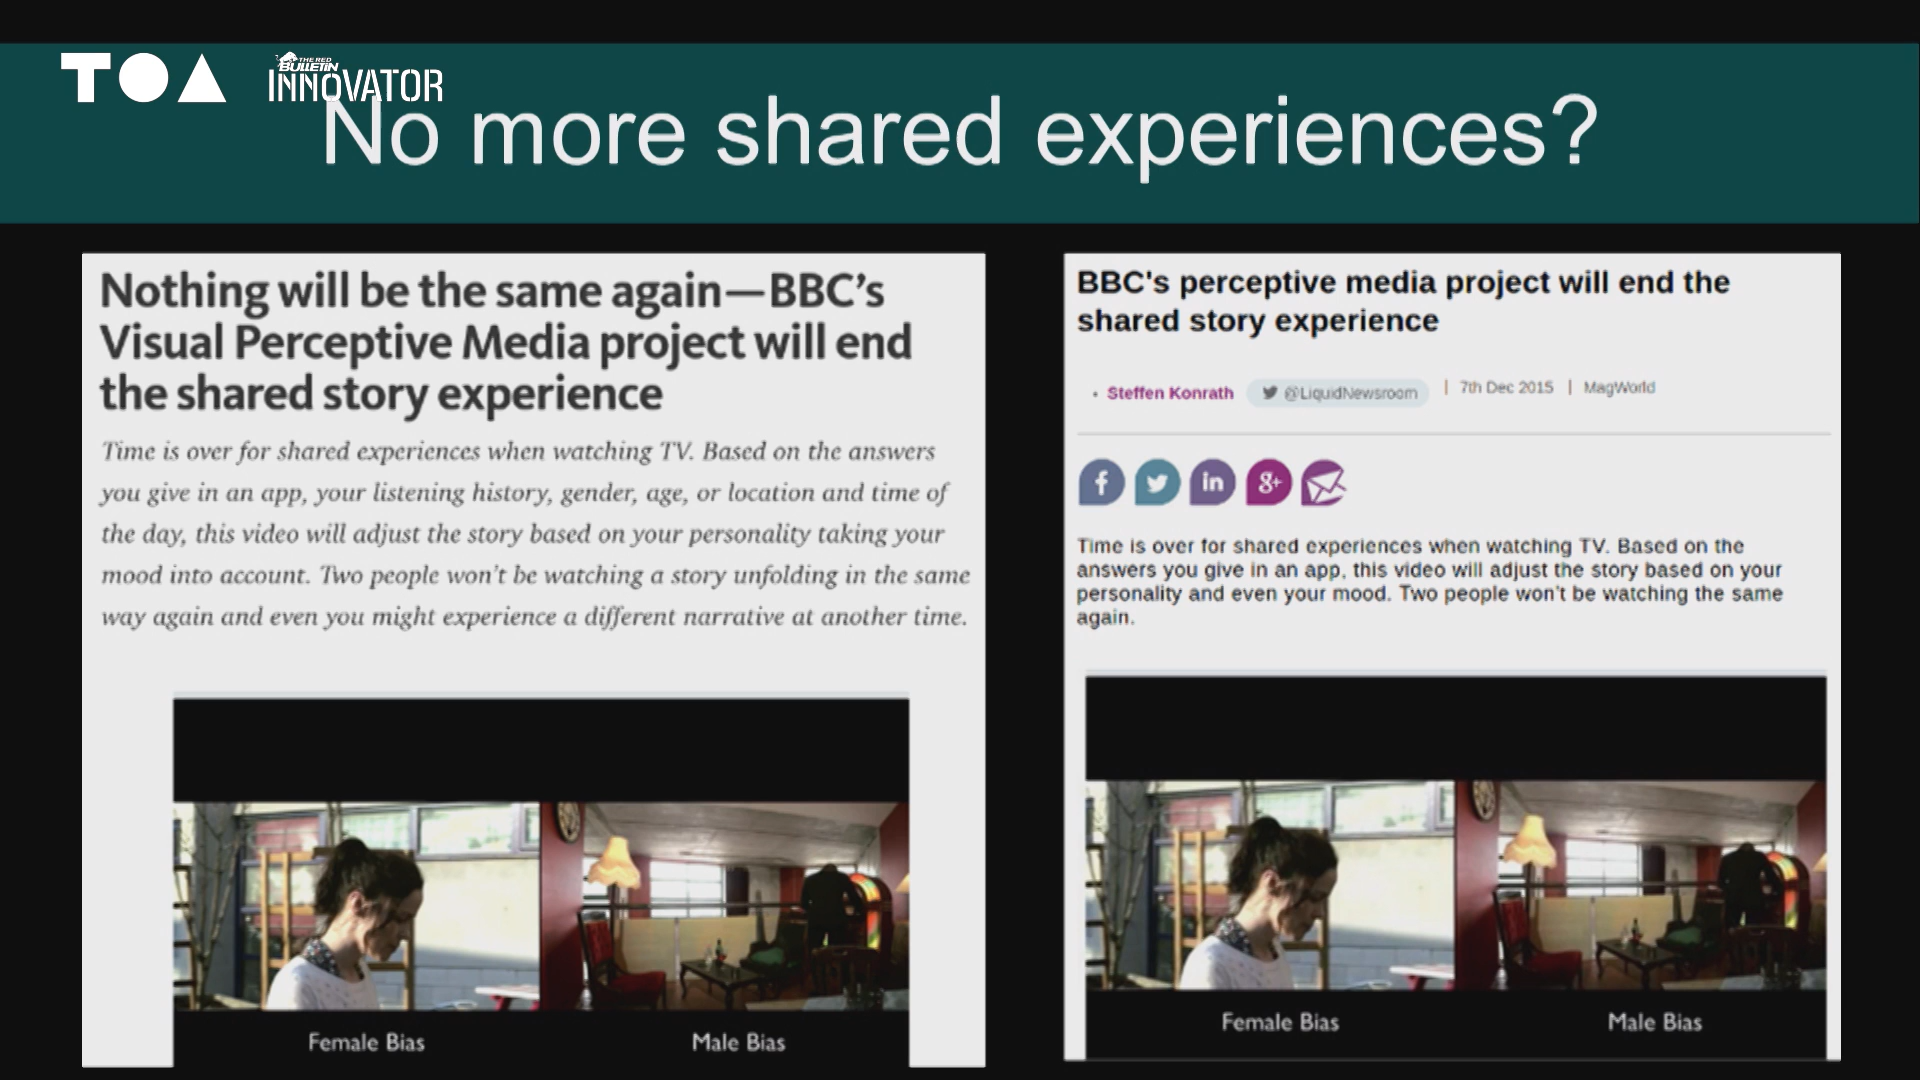 TOA
THE RED
BULLETIN
INNOVATOR
No more shared experiences?
Nothing will be the same again—BBC’s
Visual Perceptive Media project will end
the shared story experience
Time is over for shared experiences when watching TV. Based on the answers
you give in an app, your listening history, gender, age, or location and time of
the day, this video will adjust the story based on your personality taking your
mood into account. Two people won’t be watching a story unfolding in the same
way again and even you might experience a different narrative at another time.
Female Bias
Male Bias
BBC's perceptive media project will end the
shared story experience
• Steffen Konrath @LiquidNewsroom | 7th Dec 2015 | MagWorld
f in g+
Time is over for shared experiences when watching TV. Based on the
answers you give in an app, this video will adjust the story based on your
personality and even your mood. Two people won't be watching the same
again.
Female Bias
Male Bias